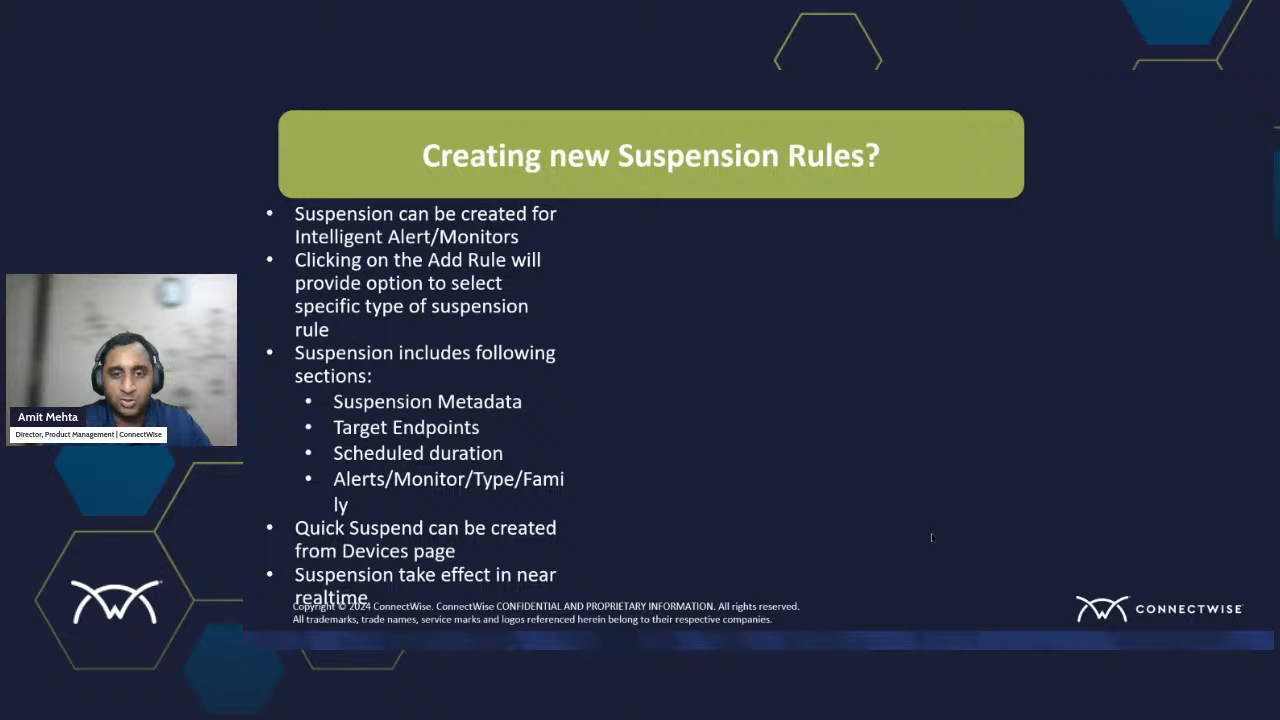 Creating new Suspension Rules?
• Suspension can be created for
Intelligent Alert/Monitors
• Clicking on the Add Rule will
provide option to select
specific type of suspension
rule
• Suspension includes following
sections:
• Suspension Metadata
• Target Endpoints
• Scheduled duration
• Alerts/Monitor/Type/Fami
ly
• Quick Suspend can be created
from Devices page
• Suspension take effect in near
realtime
Copyright © 2024 ConnectWise. ConnectWise CONFIDENTIAL AND PROPRIETARY INFORMATION. All rights reserved.
All trademarks, trade names, service marks and logos referenced herein belong to their respective companies.
CONNECTWISE
Amit Mehta
Director, Product Management | ConnectWise